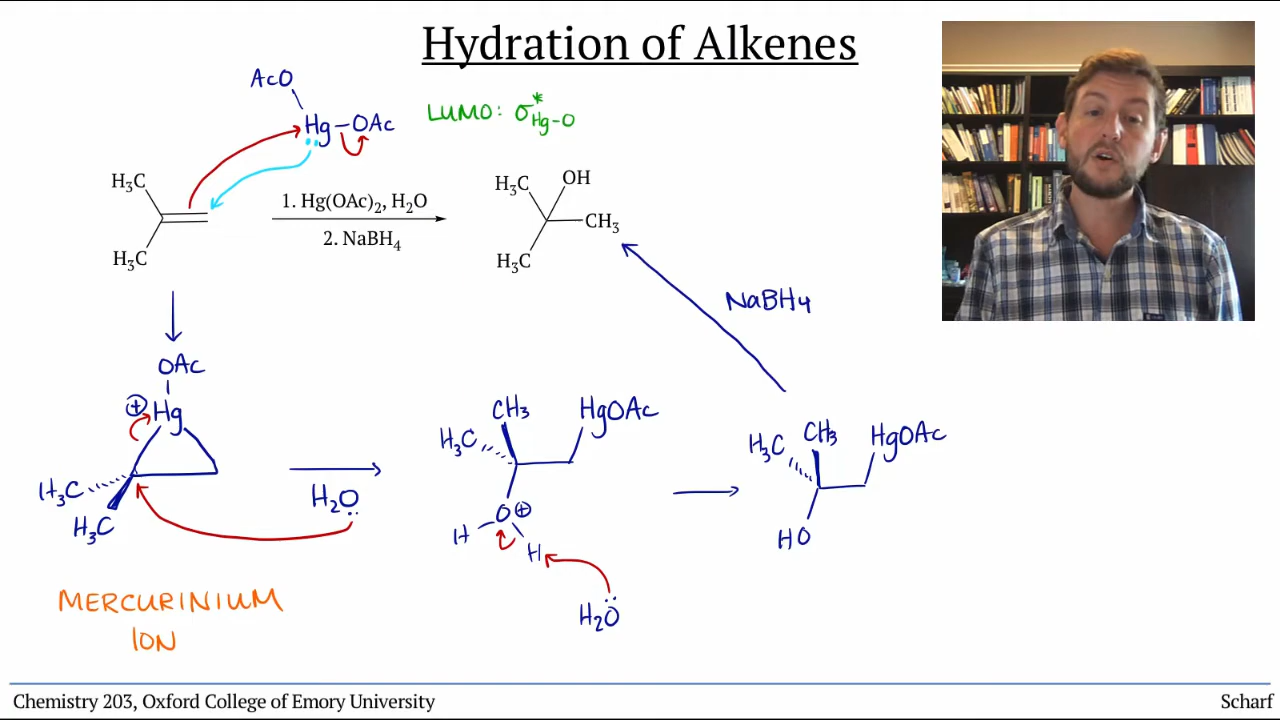 Hydration of Alkenes
AcO
Hg–OAc
LUMO: σ*Hg–O
H₃C
H₃C
1. Hg(OAc)₂, H₂O
2. NaBH₄
H₃C
OH
CH₃
H₃C
NaBH₄
OAc
⊕ Hg
H₃C
H₃C
H₂O
CH₃
HgOAc
H₃C
O⊕
H
H
H₂O
CH₃
HgOAc
H₃C
HO
MERCURINIUM
ION
Chemistry 203, Oxford College of Emory University
Scharf